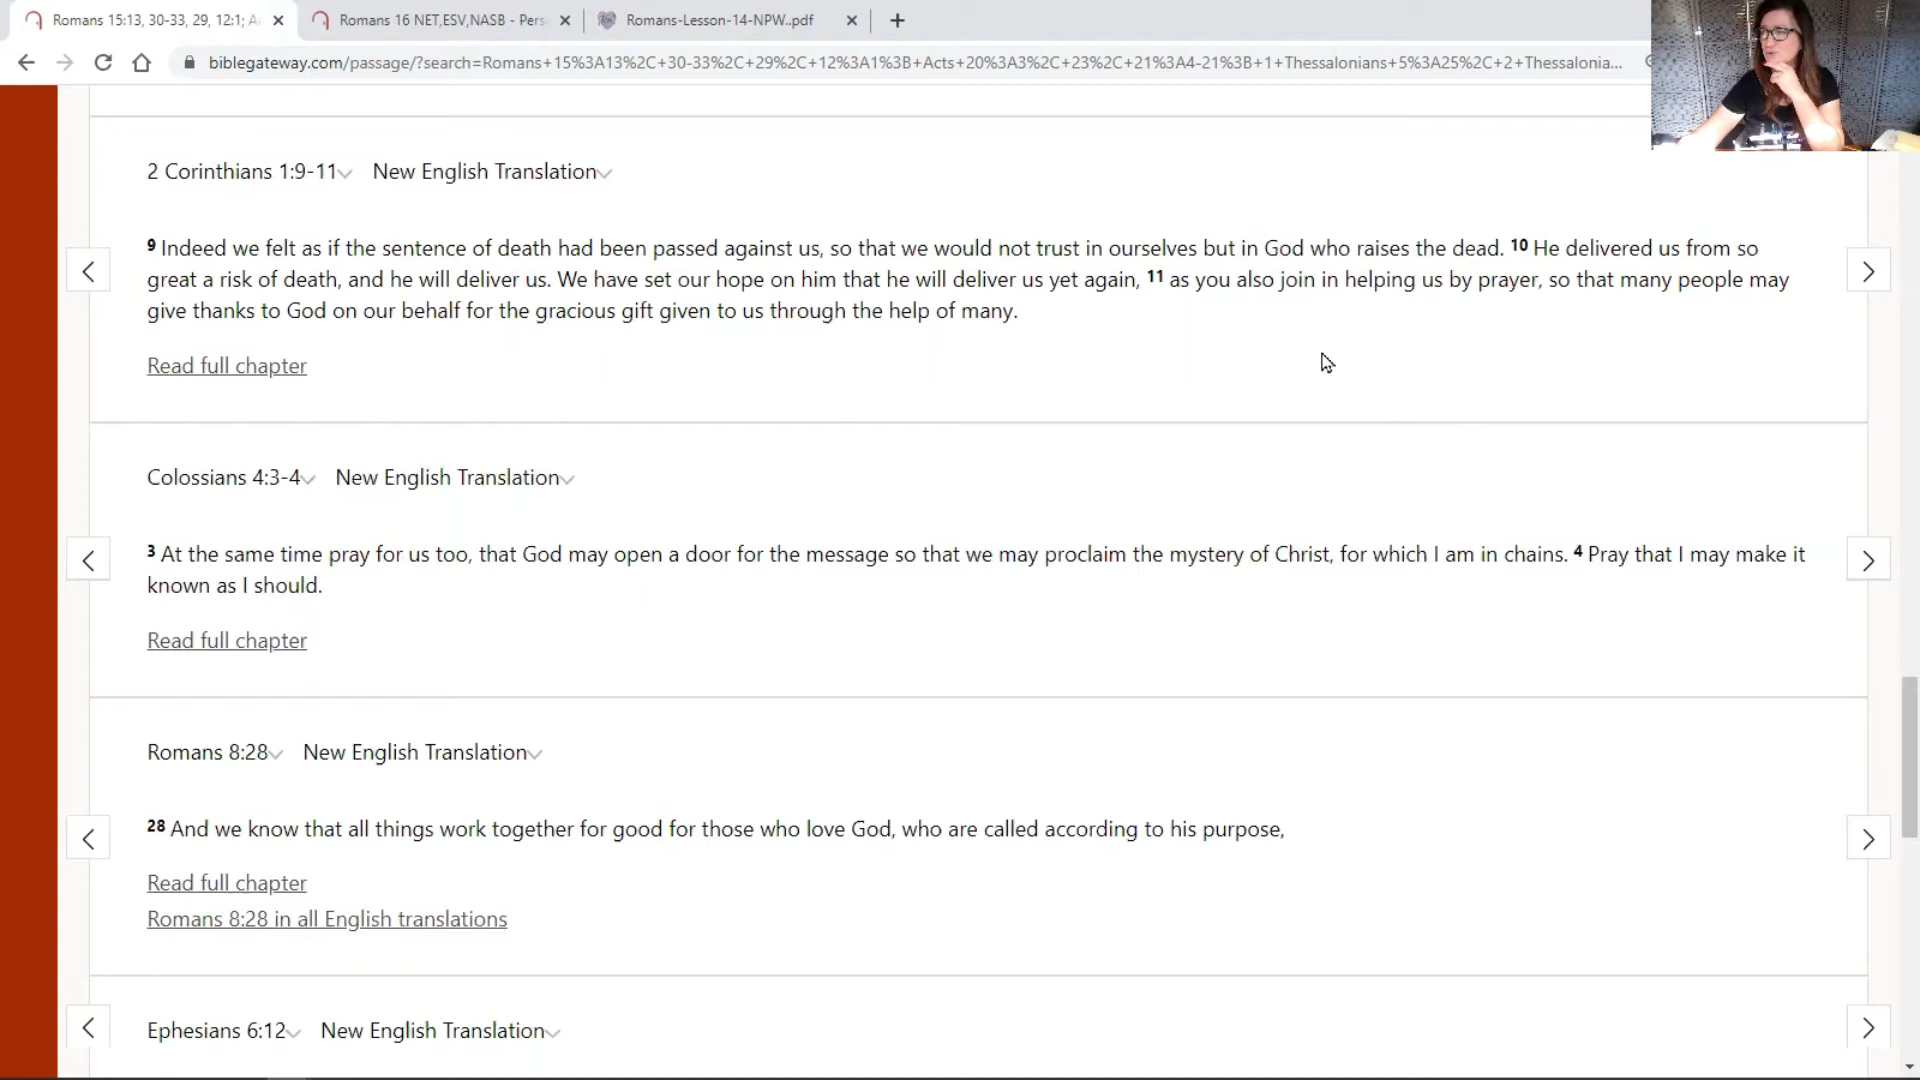 Romans 15:13, 30-33, 29, 12:1; A
Romans 16 NET,ESV,NASB - Pers
Romans-Lesson-14-NPW..pdf
biblegateway.com/passage/?search=Romans+15%3A13%2C+30-33%2C+29%2C+12%3A1%3B+Acts+20%3A3%2C+23%2C+21%3A4-21%3B+1+Thessalonians+5%3A25%2C+2+Thessalonia...
2 Corinthians 1:9-11 New English Translation
9 Indeed we felt as if the sentence of death had been passed against us, so that we would not trust in ourselves but in God who raises the dead. 10 He delivered us from so
great a risk of death, and he will deliver us. We have set our hope on him that he will deliver us yet again, 11 as you also join in helping us by prayer, so that many people may
give thanks to God on our behalf for the gracious gift given to us through the help of many.
Read full chapter
Colossians 4:3-4 New English Translation
3 At the same time pray for us too, that God may open a door for the message so that we may proclaim the mystery of Christ, for which I am in chains. 4 Pray that I may make it
known as I should.
Read full chapter
Romans 8:28 New English Translation
28 And we know that all things work together for good for those who love God, who are called according to his purpose,
Read full chapter
Romans 8:28 in all English translations
Ephesians 6:12 New English Translation